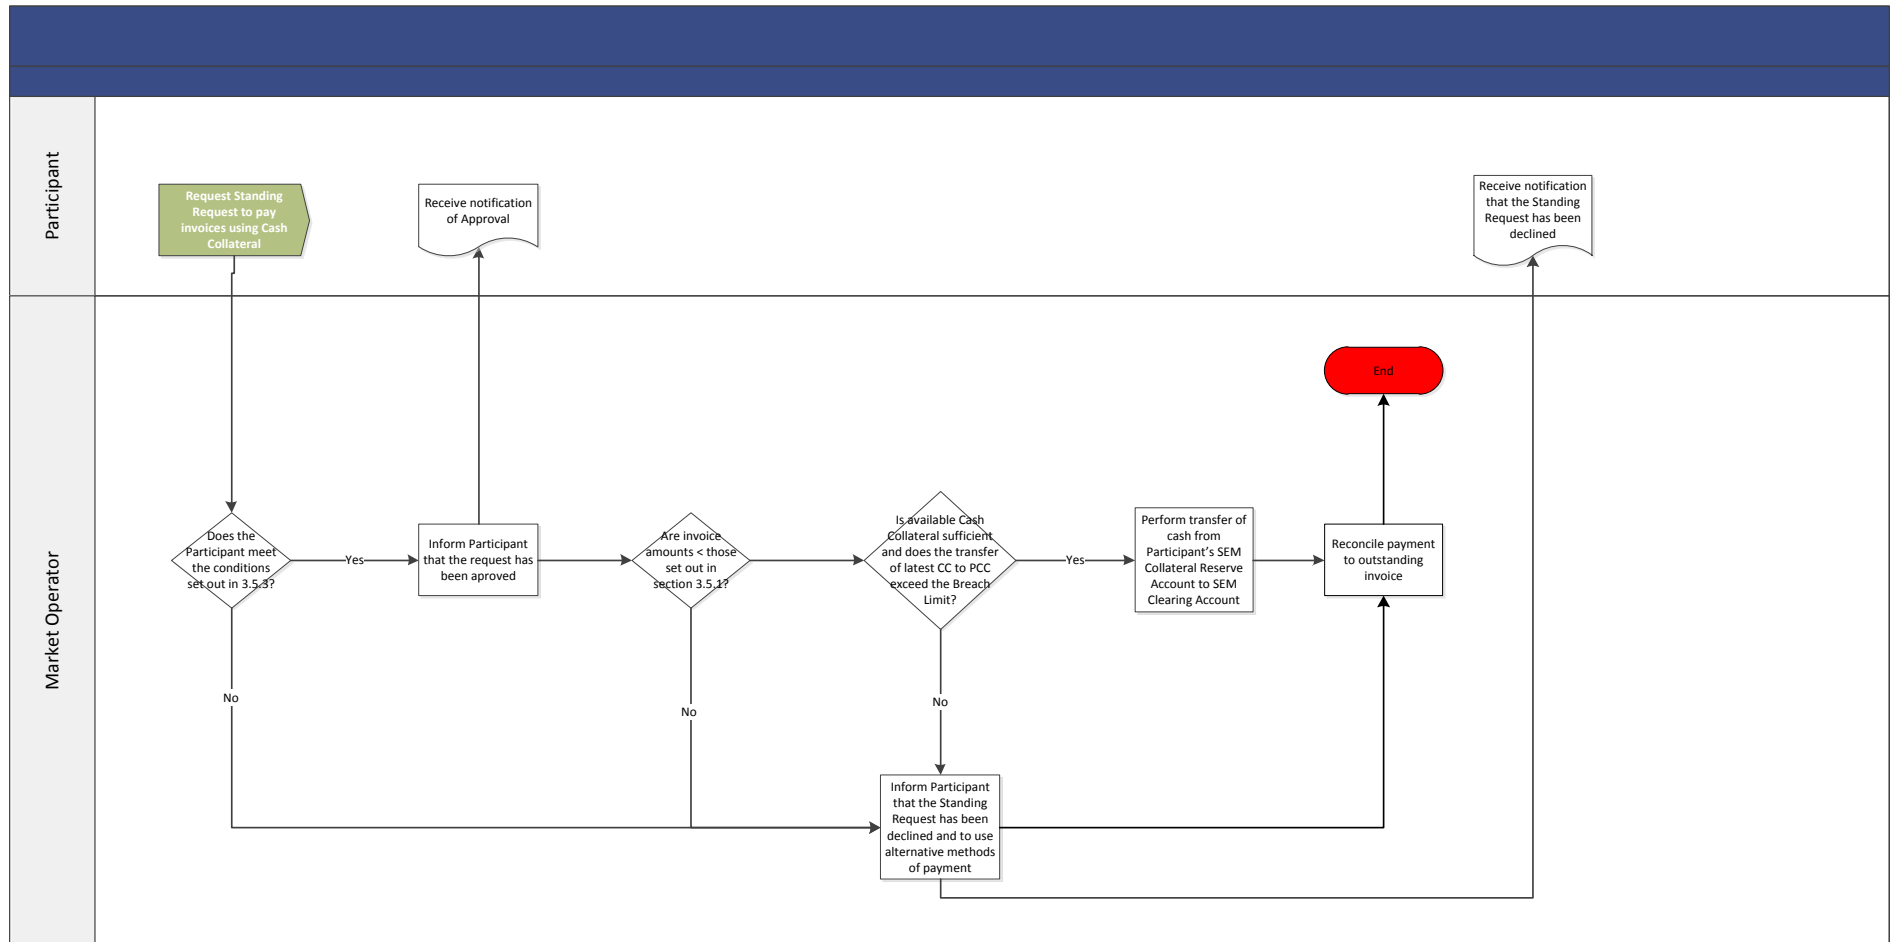 Participant
Request Standing
Request to pay
invoices using Cash
Collateral
Receive notification
of Approval
Receive notification
that the Standing
Request has been
declined
Market Operator
End
Does the
Participant meet
the conditions
set out in 3.5.3?
Yes
Inform Participant
that the request has
been aproved
Are invoice
amounts < those
set out in
section 3.5.1?
Is available Cash
Collateral sufficient
and does the transfer
of latest CC to PCC
exceed the Breach
Limit?
Yes
Perform transfer of
cash from
Participant's SEM
Collateral Reserve
Account to SEM
Clearing Account
Reconcile payment
to outstanding
invoice
No
No
No
Inform Participant
that the Standing
Request has been
declined and to use
alternative methods
of payment